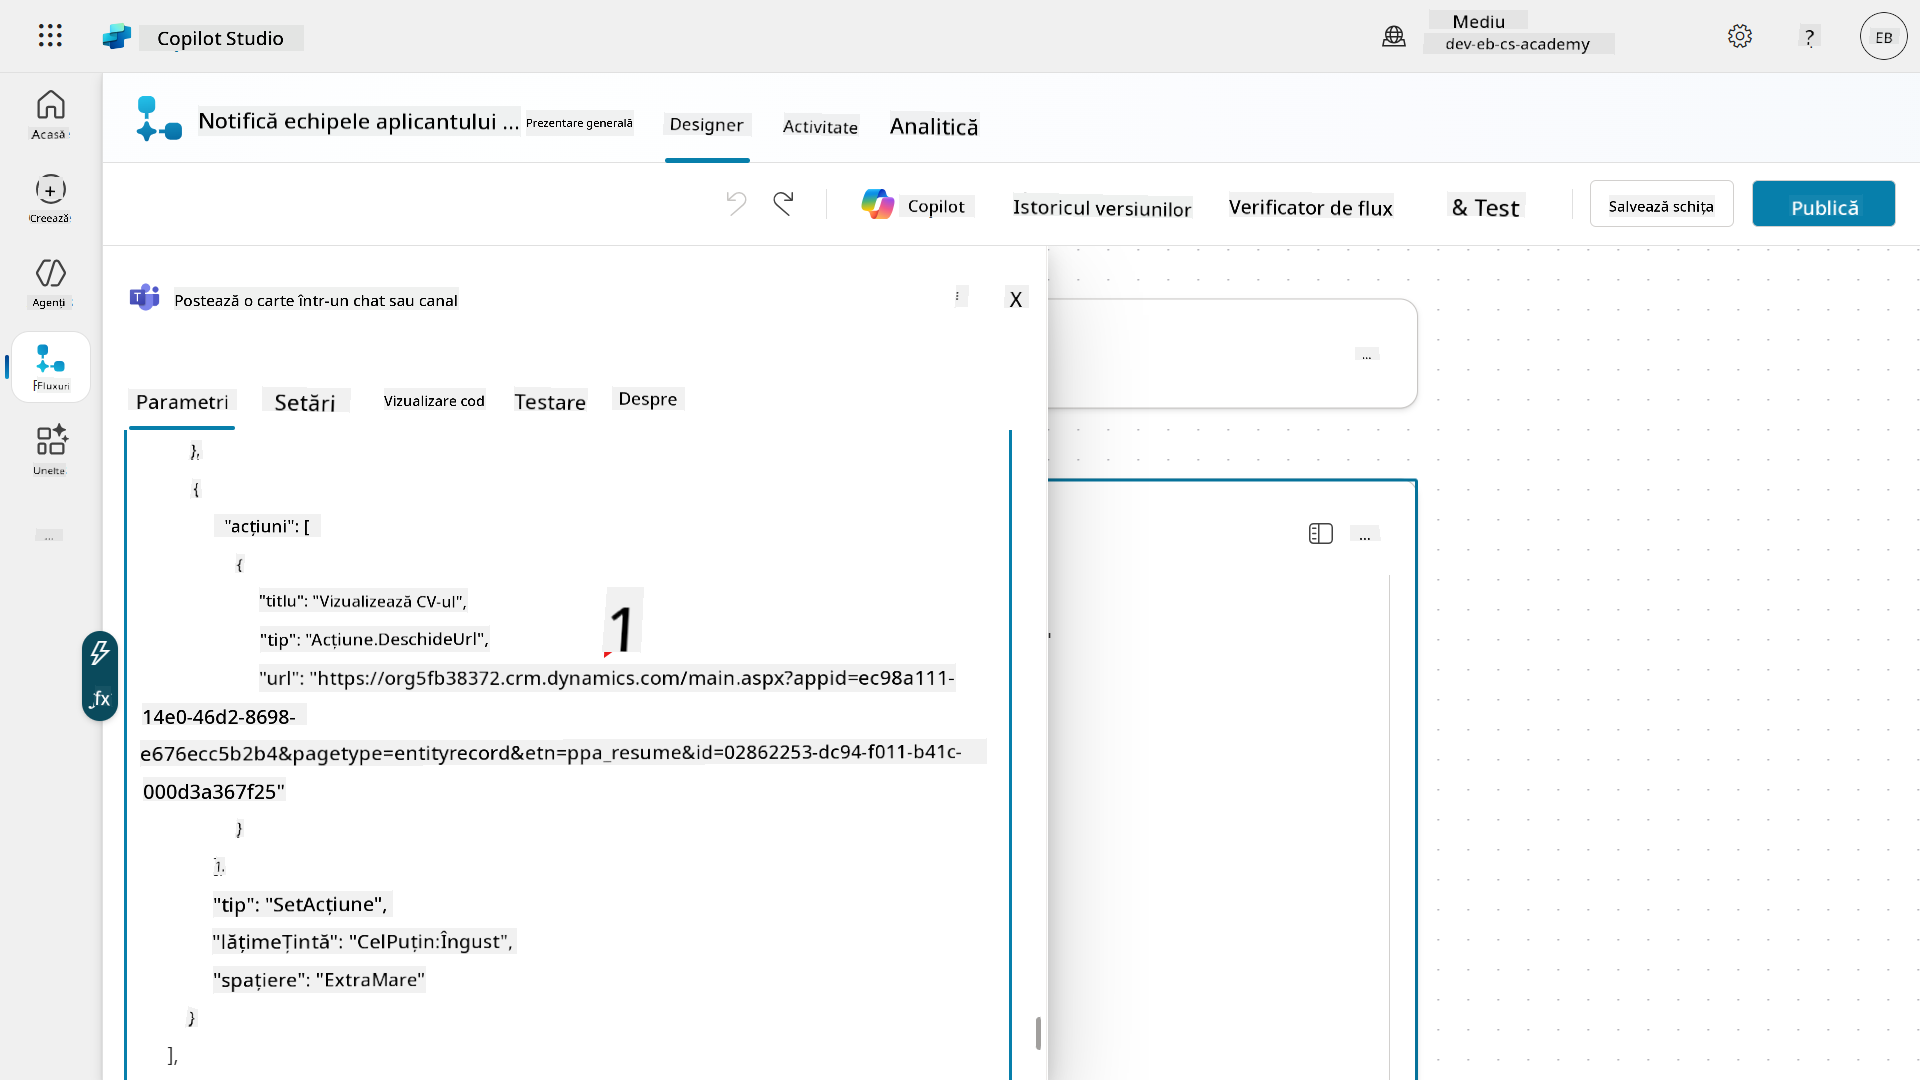 Copilot Studio
Mediu
dev-eb-cs-academy
?
EB
Acasă
Creează
Agenți
Fluxuri
Unelte
...
Notifică echipele aplicantului ...
Prezentare generală
Designer
Activitate
Analitică
Copilot
Istoricul versiunilor
Verificator de flux
& Test
Salvează schița
Publică
Postează o carte într-un chat sau canal
X
Parametri
Setări
Vizualizare cod
Testare
Despre
...
...
},
{
"acțiuni": [
{
"titlu": "Vizualizează CV-ul",
1
"tip": "Acțiune.DeschideUrl",
"url": "https://org5fb38372.crm.dynamics.com/main.aspx?appid=ec98a111-
14e0-46d2-8698-
e676ecc5b2b4&pagetype=entityrecord&etn=ppa_resume&id=02862253-dc94-f011-b41c-
000d3a367f25"
}
"tip": "SetAcțiune",
"lățimeȚintă": "CelPuțin:Îngust",
"spațiere": "ExtraMare"
}
],
fx